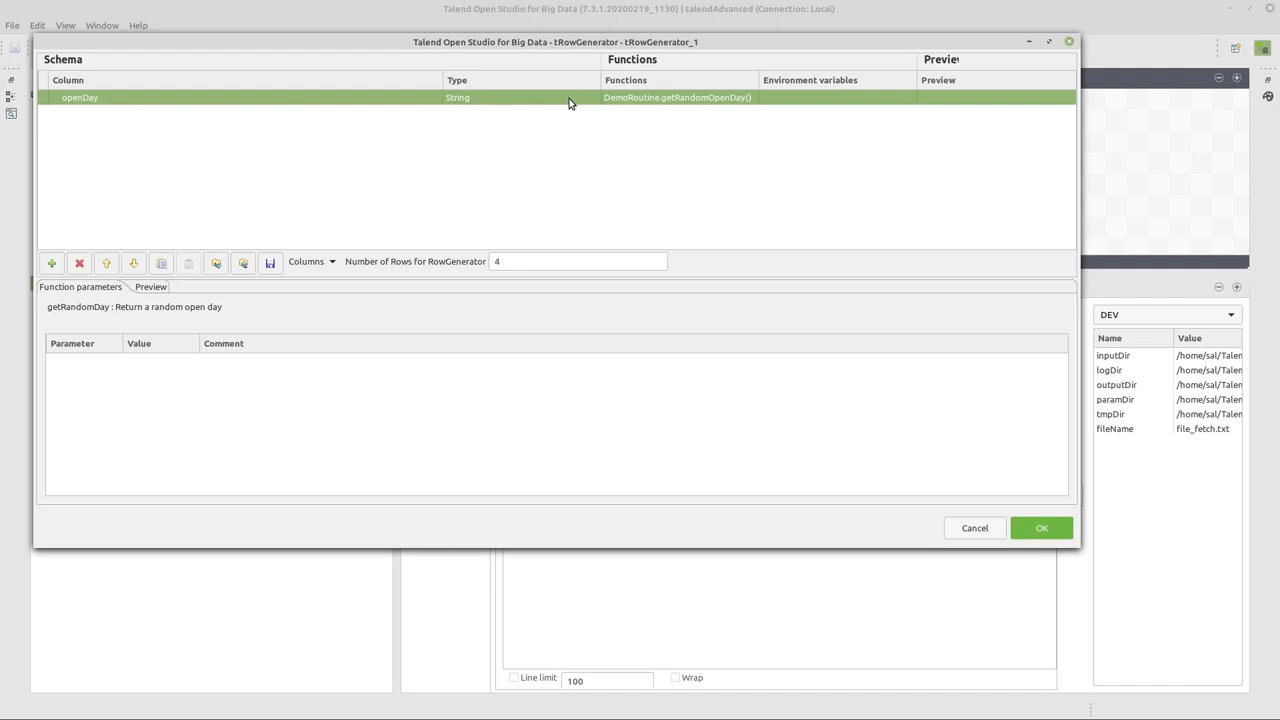 Talend Open Studio for Big Data (7.3.1.20200219_1130) | talendAdvanced (Connection: Local)
File Edit View Window Help
Talend Open Studio for Big Data - tRowGenerator - tRowGenerator_1
Schema Functions Preview
Column Type Functions Environment variables Preview
openDay String DemoRoutine.getRandomOpenDay()
Columns Number of Rows for RowGenerator 4
Function parameters Preview
getRandomDay : Return a random open day
Parameter Value Comment
Cancel OK
DEV
Name Value
inputDir /home/sal/Talen
logDir /home/sal/Talen
outputDir /home/sal/Talen
paramDir /home/sal/Talen
tmpDir /home/sal/Talen
fileName file_fetch.txt
Line limit 100 Wrap